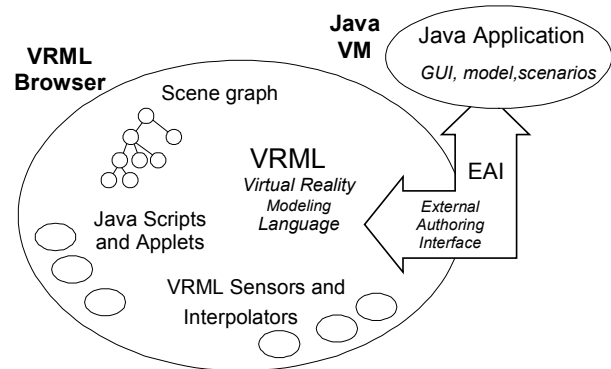 VRML
Browser
Java
VM
Java Application
GUI, model,scenarios
Scene graph
VRML
Virtual Reality
Modeling
Language
EAI
External
Authoring
Interface
Java Scripts
and Applets
VRML Sensors and
Interpolators